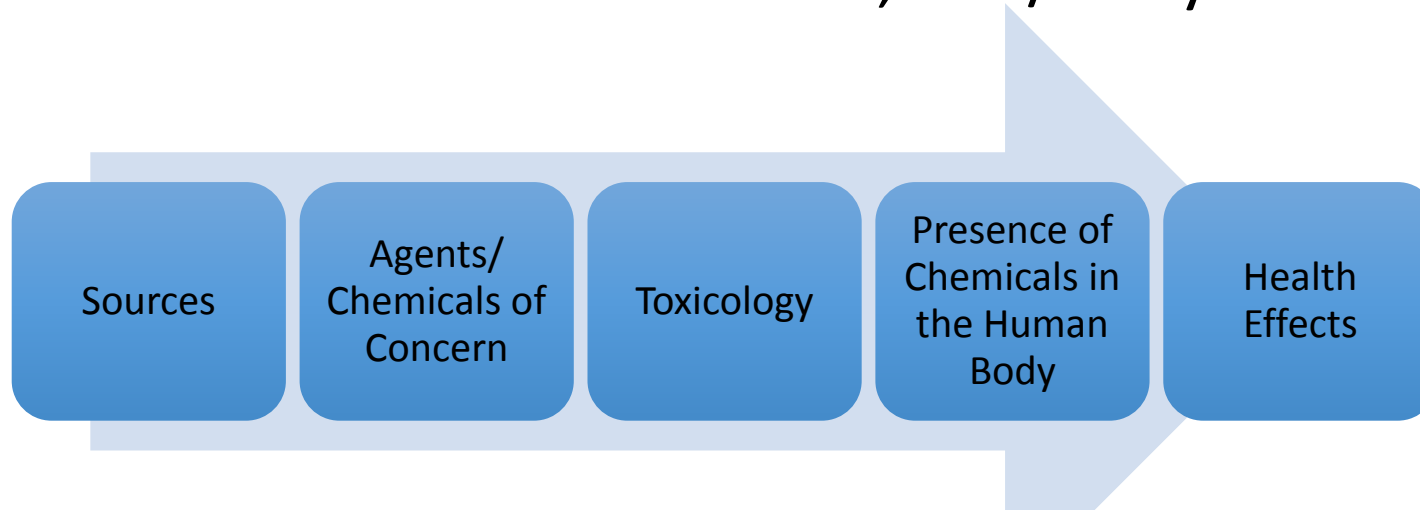 Sources
Agents/
Chemicals of
Concern
Toxicology
Presence of
Chemicals in
the Human
Body
Health
Effects